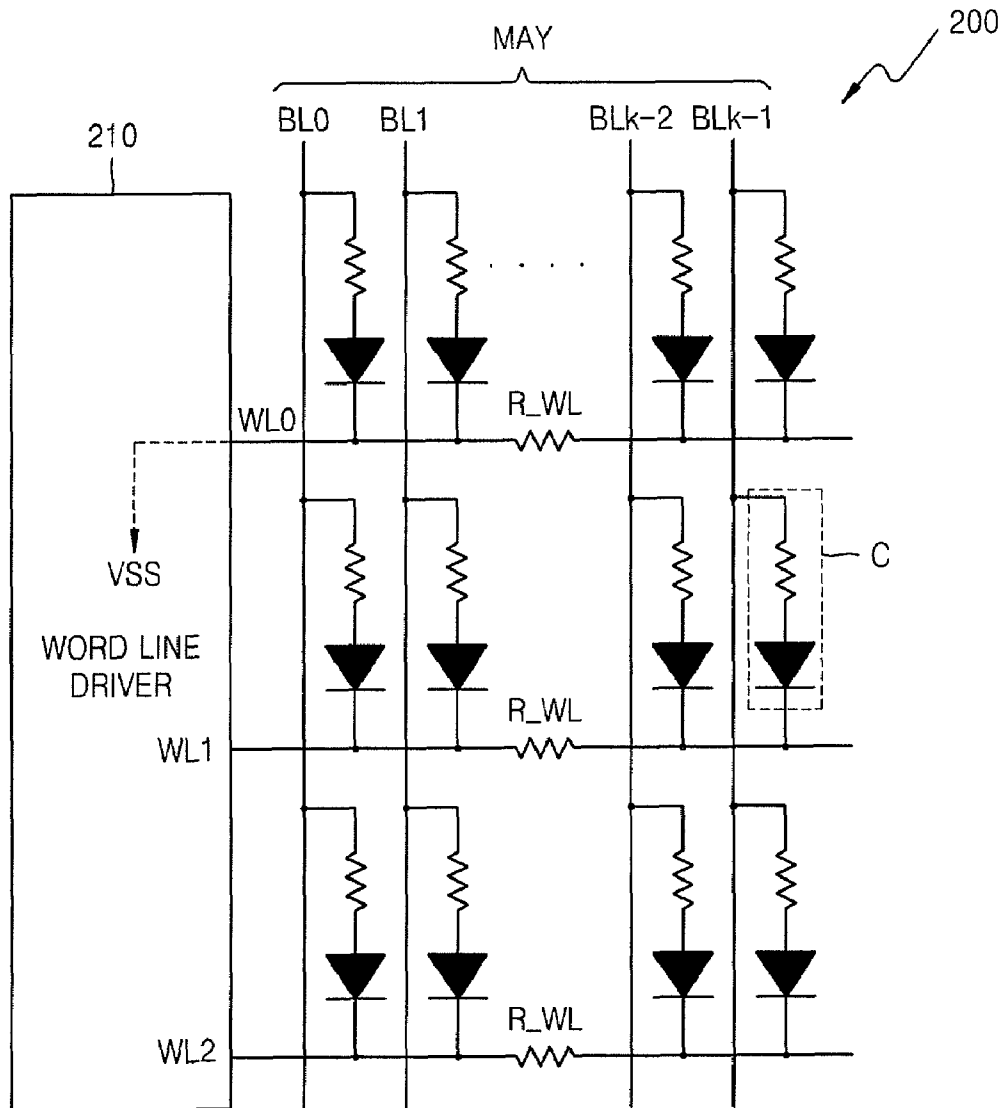 200
MAY
BL0 BL1 BLk-2 BLk-1
210
R_WL
WL0
VSS
C
WORD LINE
DRIVER
R_WL
WL1
R_WL
WL2